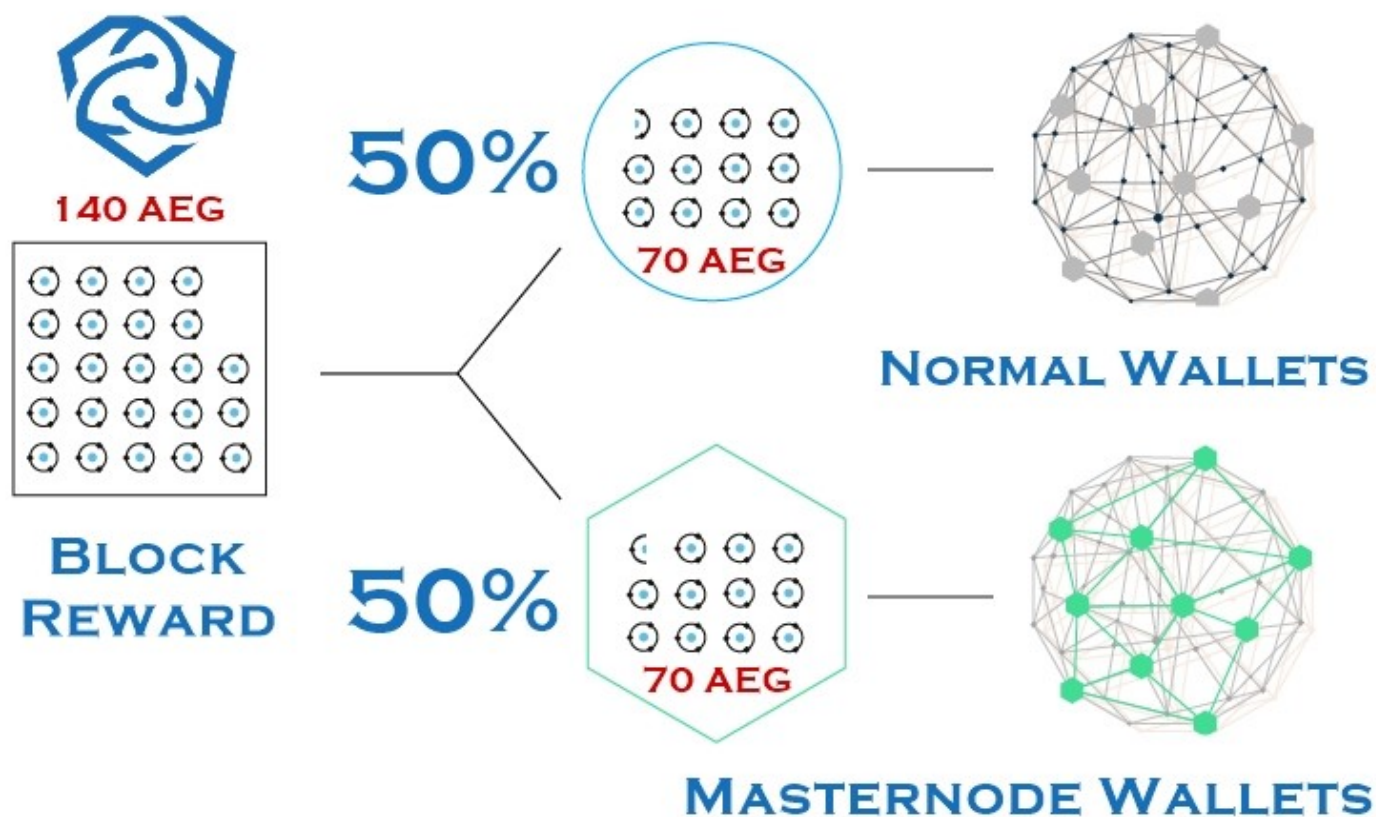 140 AEG
BLOCK
REWARD
50%
70 AEG
NORMAL WALLETS
50%
70 AEG
MASTERNODE WALLETS